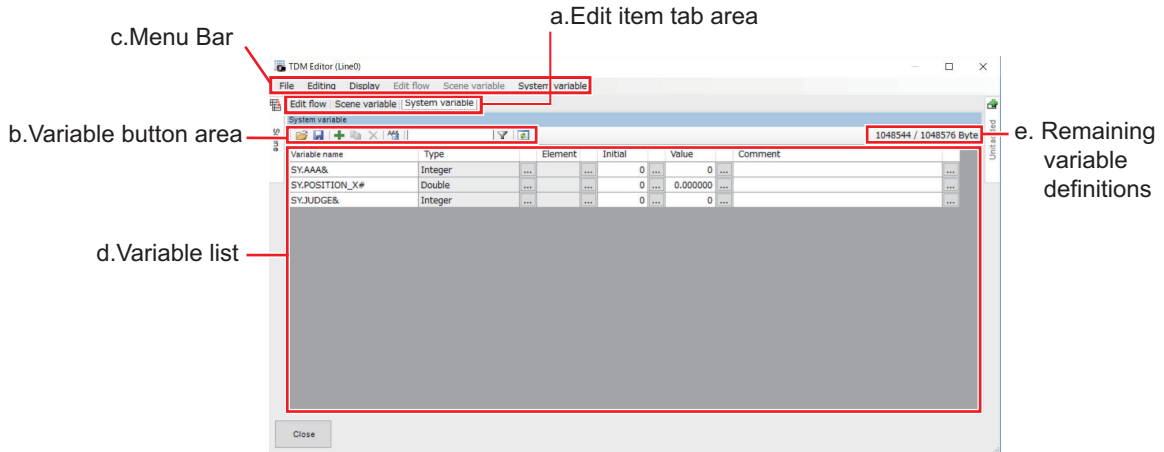 a.Edit item tab area
c.Menu Bar
TDM Editor (Line0)
File Editing Display Edit flow Scene variable System variable
Edit flow Scene variable System variable
System variable
b.Variable button area
1048544 / 1048576 Byte
e. Remaining
variable
definitions
Variable name Type Element Initial Value Comment
SY.AAA& Integer ... ... 0 ... 0 ... ...
SY.POSITION_X# Double ... ... 0 ... 0.000000 ... ...
SY.JUDGE& Integer ... ... 0 ... 0 ... ...
d.Variable list
Close